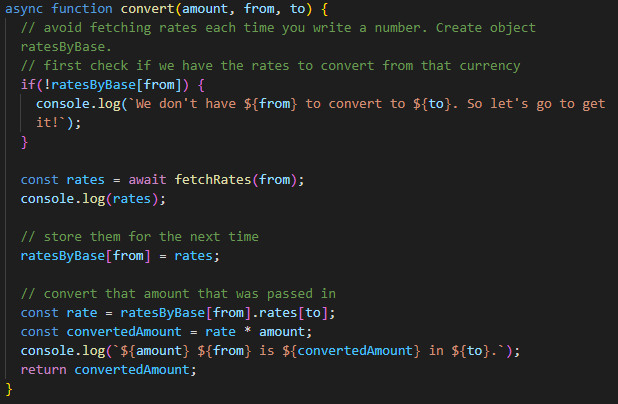 async function convert(amount, from, to) {
// avoid fetching rates each time you write a number. Create object
ratesByBase.
// first check if we have the rates to convert from that currency
if(!ratesByBase[from]) {
console.log(`We don't have ${from} to convert to ${to}. So let's go to get
it!`);
}
const rates = await fetchRates(from);
console.log(rates);
// store them for the next time
ratesByBase[from] = rates;
// convert that amount that was passed in
const rate = ratesByBase[from].rates[to];
const convertedAmount = rate * amount;
console.log(`${amount} ${from} is ${convertedAmount} in ${to}.`);
return convertedAmount;
}